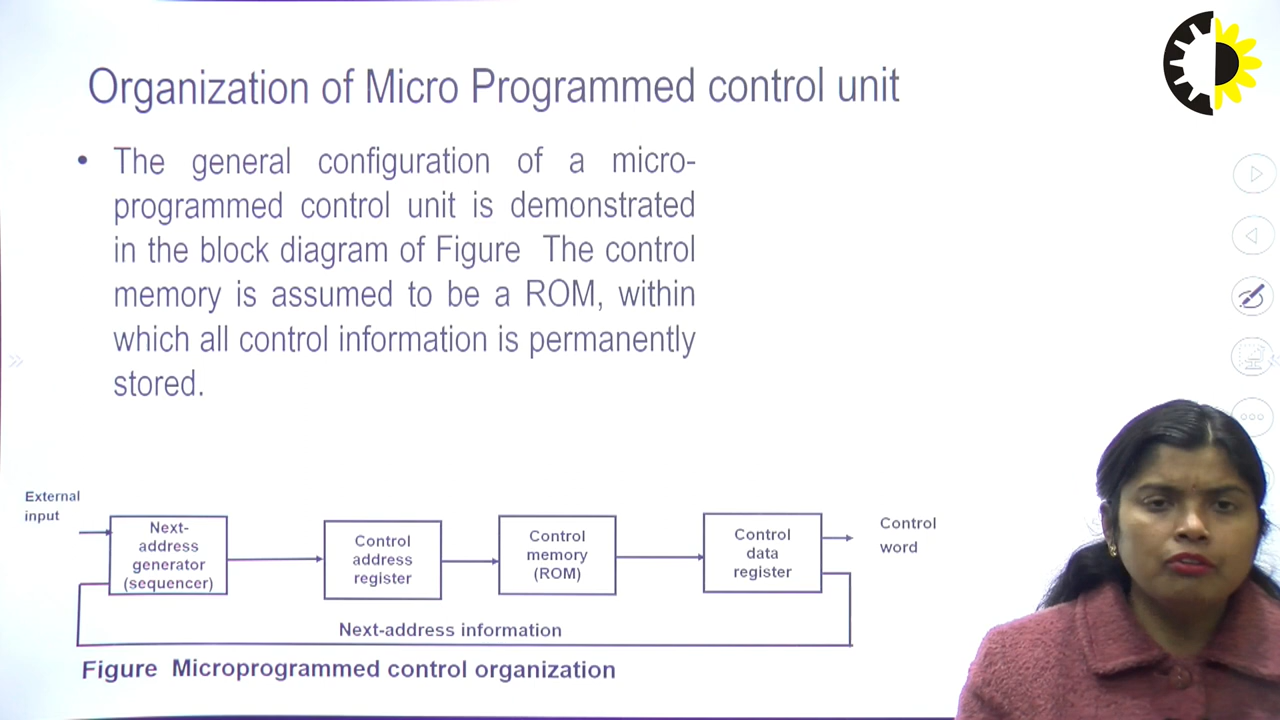 Organization of Micro Programmed control unit
• The general configuration of a micro-
programmed control unit is demonstrated
in the block diagram of Figure The control
memory is assumed to be a ROM, within
which all control information is permanently
stored.
External
input
Next-
address
generator
(sequencer)
Control
address
register
Control
memory
(ROM)
Control
data
register
Control
word
Next-address information
Figure Microprogrammed control organization